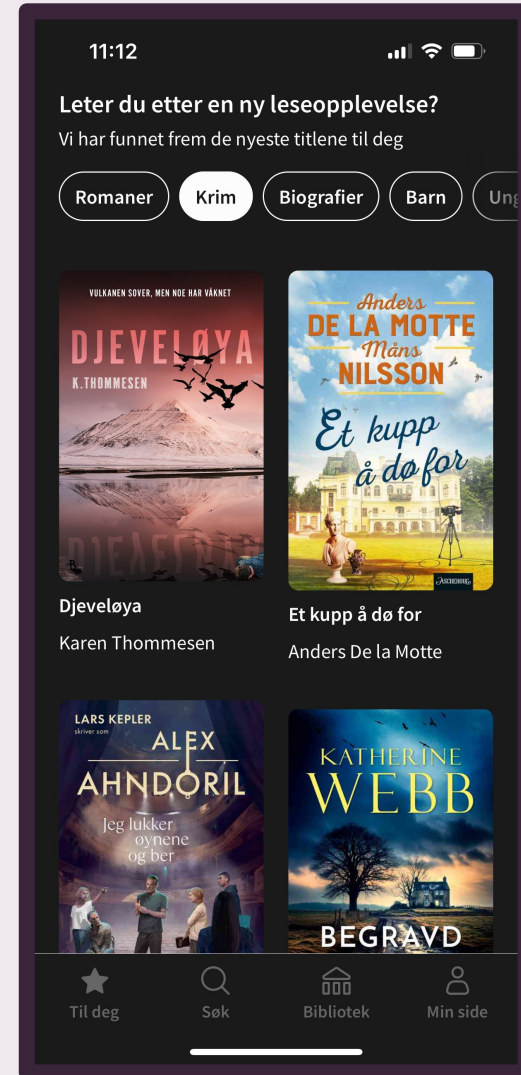 11:12
Leter du etter en ny leseopplevelse?
Vi har funnet frem de nyeste titlene til deg
Romaner Krim Biografier Barn Ung
VULKANEN SOVER, MEN NOE HAR VÅKNET
DJEVELØYA
K.THOMMESEN
Djeveløya
Karen Thommesen
Anders
DE LA MOTTE
Måns
NILSSON
Et kupp
å dø for
ASCHEHOUG
Et kupp å dø for
Anders De la Motte
LARS KEPLER
skriver som
ALEX
AHNDORIL
Jeg lukker
øynene
og ber
KATHERINE
WEBB
BEGRAVD
Til deg Søk Bibliotek Min side